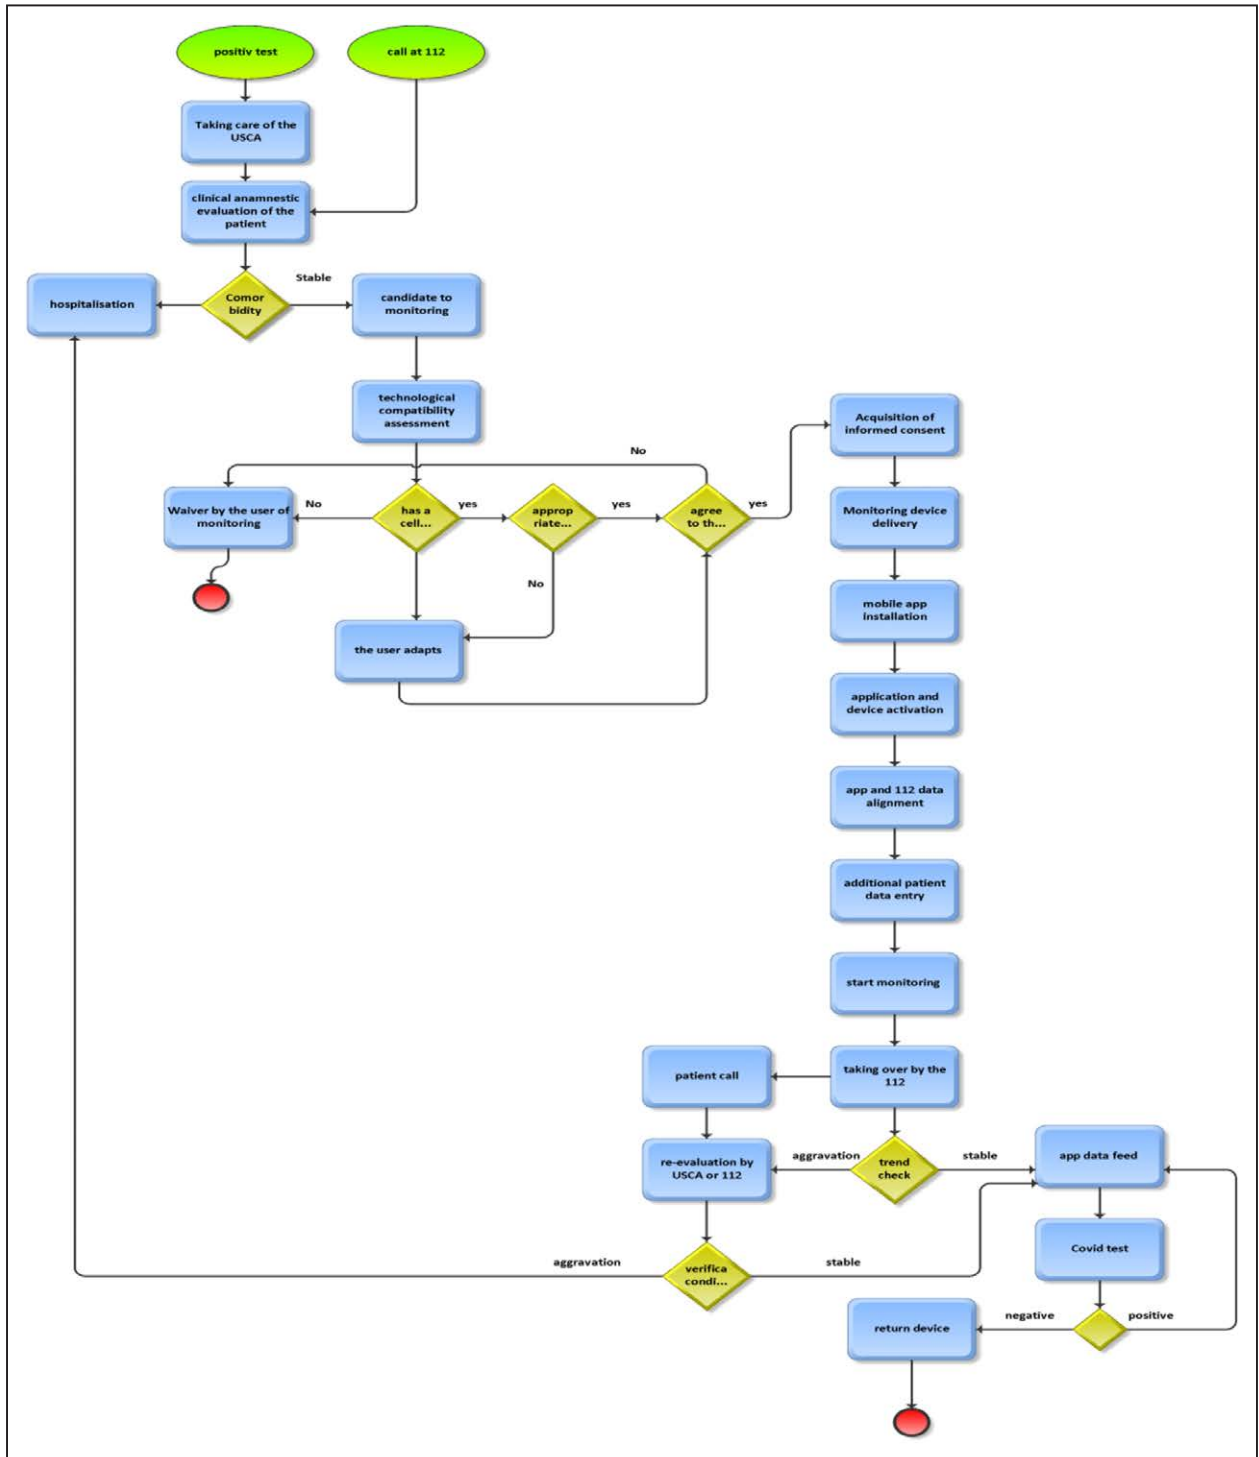 positiv test
call at 112
Taking care of the
USCA
clinical anamnestic
evaluation of the
patient
Stable
hospitalisation
Comor
bidity
candidate to
monitoring
technological
compatibility
assessment
Acquisition of
informed consent
No
Waiver by the user of
monitoring
No
has a
cell...
yes
approp
riate...
yes
agree
to th...
yes
Monitoring device
delivery
No
mobile app
installation
the user adapts
application and
device activation
app and 112 data
alignment
additional patient
data entry
start monitoring
patient call
taking over by the
112
re-evaluation by
USCA or 112
aggravation
trend
check
stable
app data feed
Covid test
aggravation
verifica
condi...
stable
return device
negative
positive